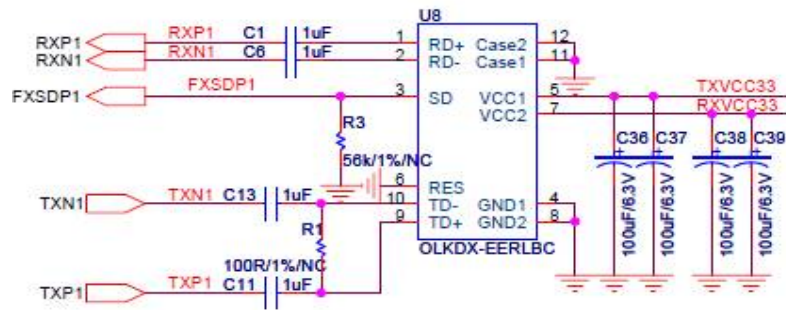 U8
RXP1 RXP1 C1 1uF 1 RD+ Case2 12
RXN1 RXN1 C6 1uF 2 RD- Case1 11
FXSDP1 FXSDP1 3 SD VCC1 5 TXVCC33
VCC2 7 RXVCC33
R3
56k/1%/NC
C36 C37 C38 C39
100uF/6.3V 100uF/6.3V 100uF/6.3V 100uF/6.3V
6 RES
TXN1 TXN1 C13 1uF 10 TD- GND1 4
R1 9 TD+ GND2 8
OLKDX-EERLBC
100R/1%/NC
TXP1 TXP1 C11 1uF